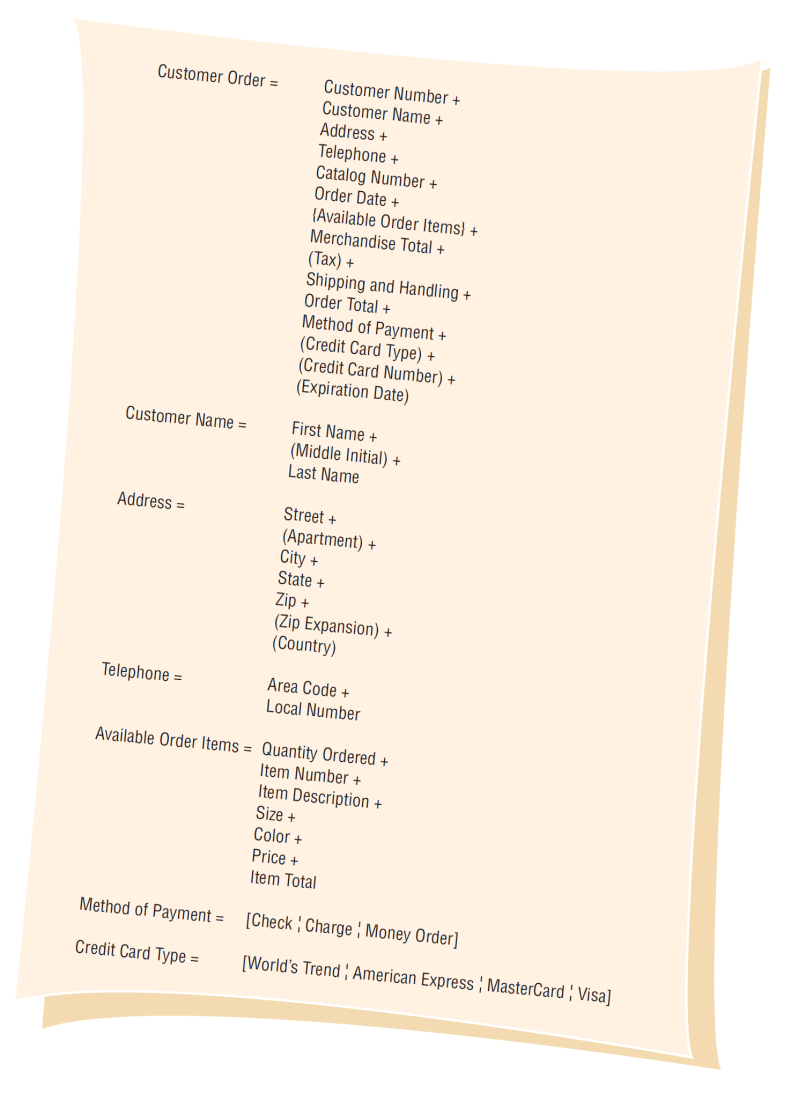 Customer Order = Customer Number +
Customer Name +
Address +
Telephone +
Catalog Number +
Order Date +
{Available Order Items} +
Merchandise Total +
(Tax) +
Shipping and Handling +
Order Total +
Method of Payment +
(Credit Card Type) +
(Credit Card Number) +
(Expiration Date)
Customer Name = First Name +
(Middle Initial) +
Last Name
Address = Street +
(Apartment) +
City +
State +
Zip +
(Zip Expansion) +
(Country)
Telephone = Area Code +
Local Number
Available Order Items = Quantity Ordered +
Item Number +
Item Description +
Size +
Color +
Price +
Item Total
Method of Payment = [Check ¦ Charge ¦ Money Order]
Credit Card Type = [World’s Trend ¦ American Express ¦ MasterCard ¦ Visa]